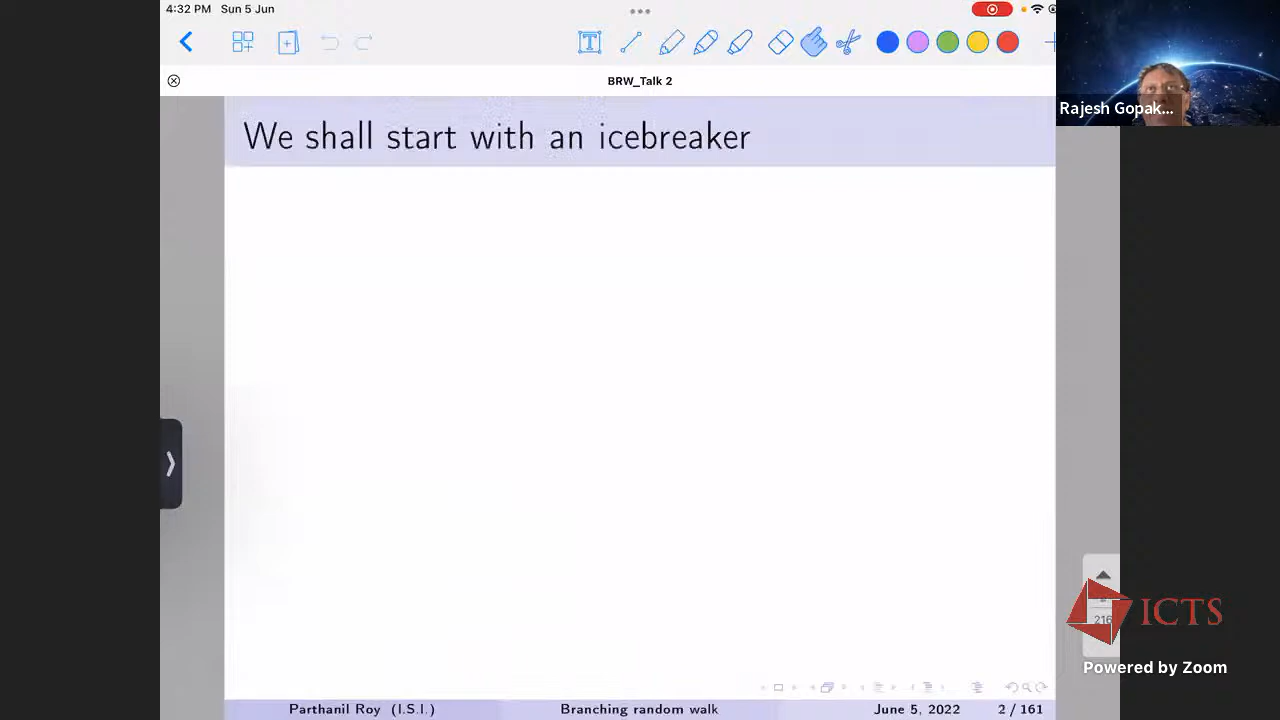 4:32 PM Sun 5 Jun
BRW_Talk 2
Rajesh Gopak...
We shall start with an icebreaker
216
ICTS
Powered by Zoom
Parthanil Roy (I.S.I.) Branching random walk June 5, 2022 2 / 161